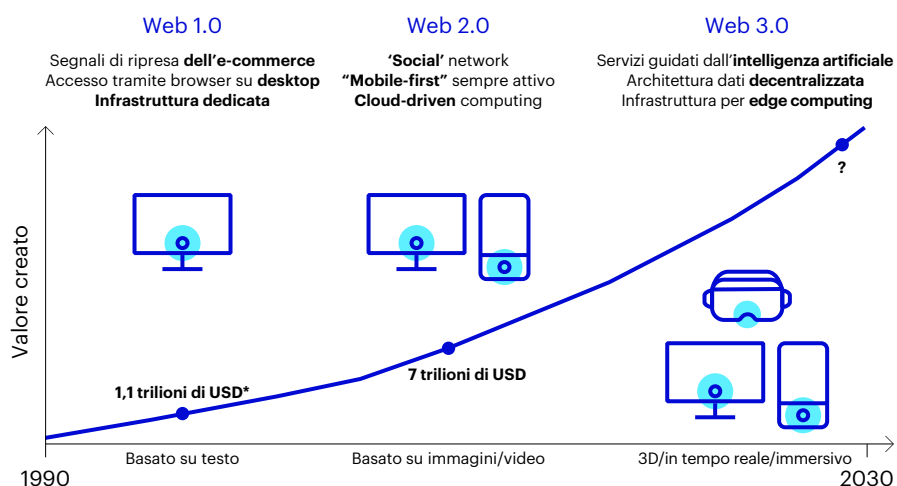 Web 1.0
Segnali di ripresa dell'e-commerce
Accesso tramite browser su desktop
Infrastruttura dedicata
Web 2.0
‘Social’ network
“Mobile-first” sempre attivo
Cloud-driven computing
Web 3.0
Servizi guidati dall'intelligenza artificiale
Architettura dati decentralizzata
Infrastruttura per edge computing
Valore creato
1,1 trilioni di USD*
7 trilioni di USD
?
Basato su testo
Basato su immagini/video
3D/in tempo reale/immersivo
1990
2030